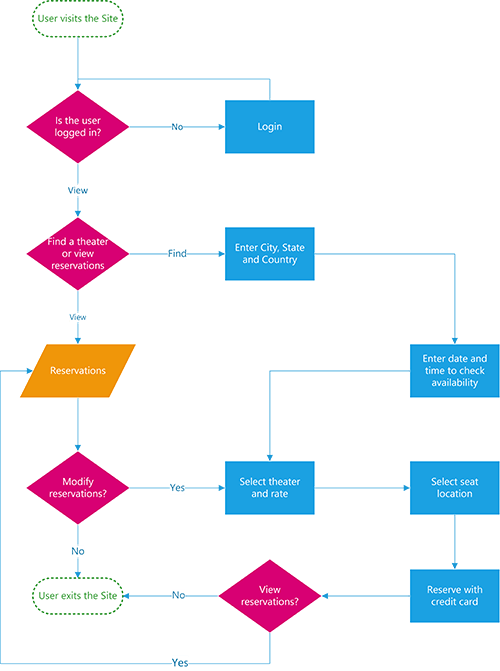 User visits the Site
Is the user
logged in?
No
Login
View
Find a theater
or view
reservations
Find
Enter City, State
and Country
View
Reservations
Enter date and
time to check
availability
Modify
reservations?
Yes
Select theater
and rate
Select seat
location
No
User exits the Site
No
View
reservations?
Reserve with
credit card
Yes